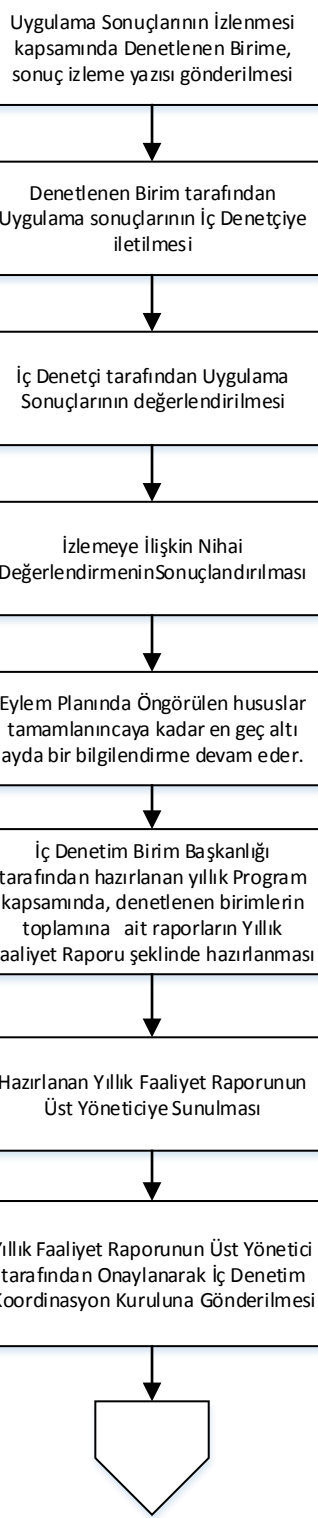 Uygulama Sonuçlarının İzlenmesi
kapsamında Denetlenen Birime,
sonuç izleme yazısı gönderilmesi
Denetlenen Birim tarafından
Uygulama sonuçlarının İç Denetçiye
iletilmesi
İç Denetçi tarafından Uygulama
Sonuçlarının değerlendirilmesi
İzlemeye İlişkin Nihai
DeğerlendirmeninSonuçlandırılması
Eylem Planında Öngörülen hususlar
tamamlanıncaya kadar en geç altı
ayda bir bilgilendirme devam eder.
İç Denetim Birim Başkanlığı
tarafından hazırlanan yıllık Program
kapsamında, denetlenen birimlerin
toplamına ait raporların Yıllık
aaliyet Raporu şeklinde hazırlanması
Hazırlanan Yıllık Faaliyet Raporunun
Üst Yöneticiye Sunulması
Yıllık Faaliyet Raporunun Üst Yönetici
tarafından Onaylanarak İç Denetim
Koordinasyon Kuruluna Gönderilmesi